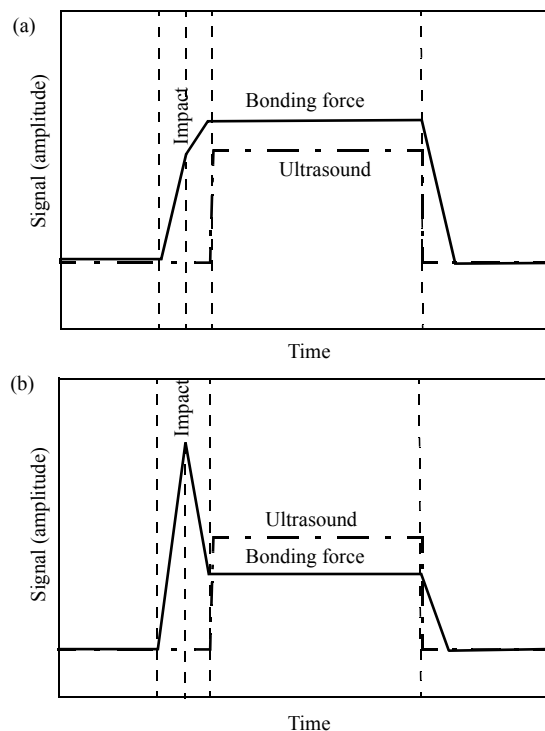 (a)
Signal (amplitude)
Impact
Bonding force
Ultrasound
Time
(b)
Signal (amplitude)
Impact
Ultrasound
Bonding force
Time